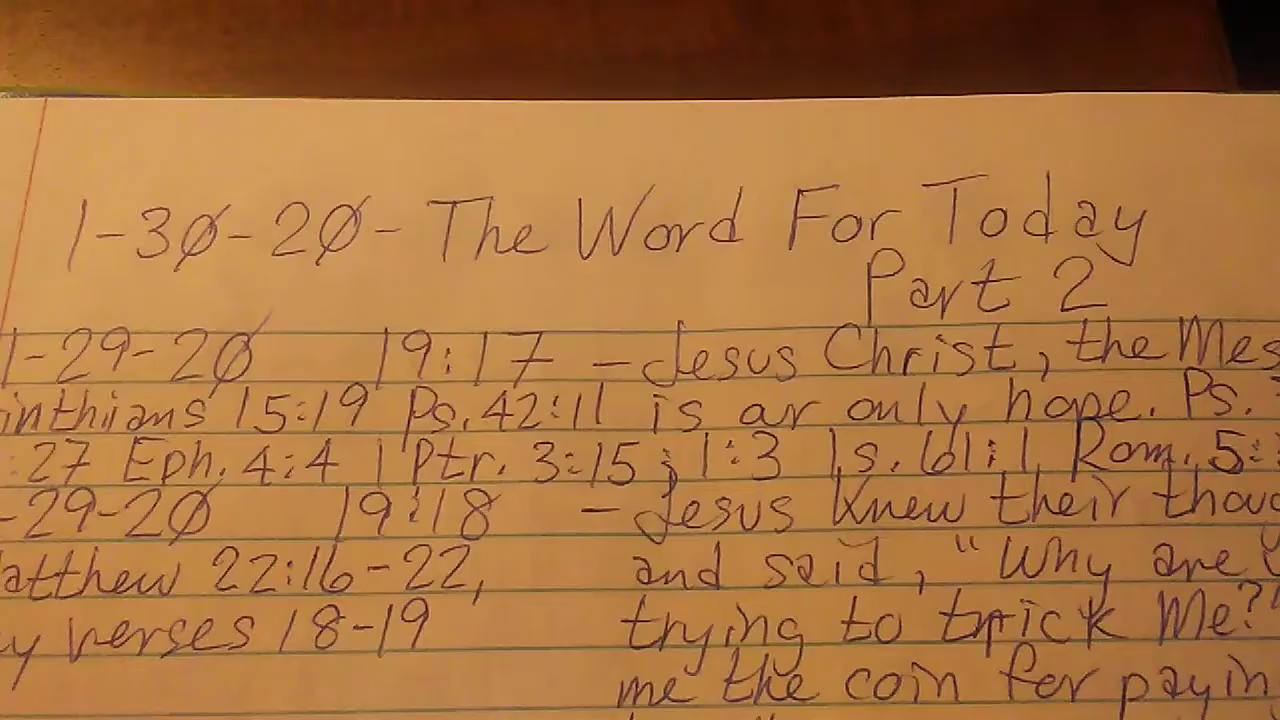 1-30-20- The Word For Today
Part 2
1-29-20 19:17 - Jesus Christ, the Mes
inthians 15:19 Ps. 42:11 is ar only hope. Ps.
:27 Eph. 4:4 1 Ptr. 3:15; 1:3 Is. 61:1 Rom. 5:
-29-20 19:18 - Jesus knew their thoug
atthew 22:16-22, and said, "Why are
y verses 18-19 trying to trick Me?"
me the coin for payin